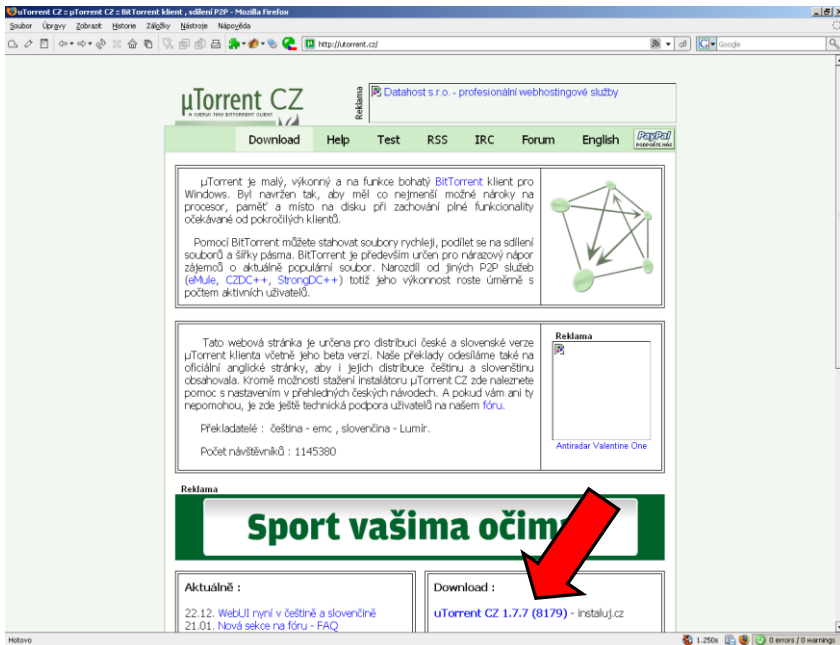 uTorrent CZ :: µTorrent CZ :: BitTorrent klient , sdílení P2P - Mozilla Firefox
Soubor Úpravy Zobrazit Historie Záložky Nástroje Nápověda
http://utorrent.cz/
Google
µTorrent CZ
Reklama
Datahost s.r.o. - profesionální webhostingové služby
Download Help Test RSS IRC Forum English PayPal
µTorrent je malý, výkonný a na funkce bohatý BitTorrent klient pro
Windows. Byl navržen tak, aby měl co nejmenší možné nároky na
procesor, paměť a místo na disku při zachování plné funkcionality
očekávané od pokročilých klientů.
Pomocí BitTorrent můžete stahovat soubory rychleji, podílet se na sdílení
souborů a šířky pásma. BitTorrent je především určen pro nárazový nápor
zájemců o aktuálně populární soubor. Narozdíl od jiných P2P služeb
(eMule, CZDC++, StrongDC++) totiž jeho výkonnost roste úměrně s
počtem aktivních uživatelů.
Tato webová stránka je určena pro distribuci české a slovenské verze
µTorrent klienta včetně jeho beta verzí. Naše překlady odesíláme také na
oficiální anglické stránky, aby i jejich distribuce češtinu a slovenštinu
obsahovala. Kromě možnosti stažení instalátoru µTorrent CZ zde naleznete
pomoc s nastavením v přehledných českých návodech. A pokud vám ani ty
nepomohou, je zde ještě technická podpora uživatelů na našem fóru.
Překladatelé : čeština - emc , slovenčina - Lumír.
Počet návštěvníků : 1145380
Reklama
Antiradar Valentine One
Reklama
Sport vašima očima
Aktuálně :
22.12. WebUI nyní v češtině a slovenčině
21.01. Nová sekce na fóru - FAQ
Download :
uTorrent CZ 1.7.7 (8179) - instaluj.cz
Hotovo
1.250s
0 errors / 0 warnings